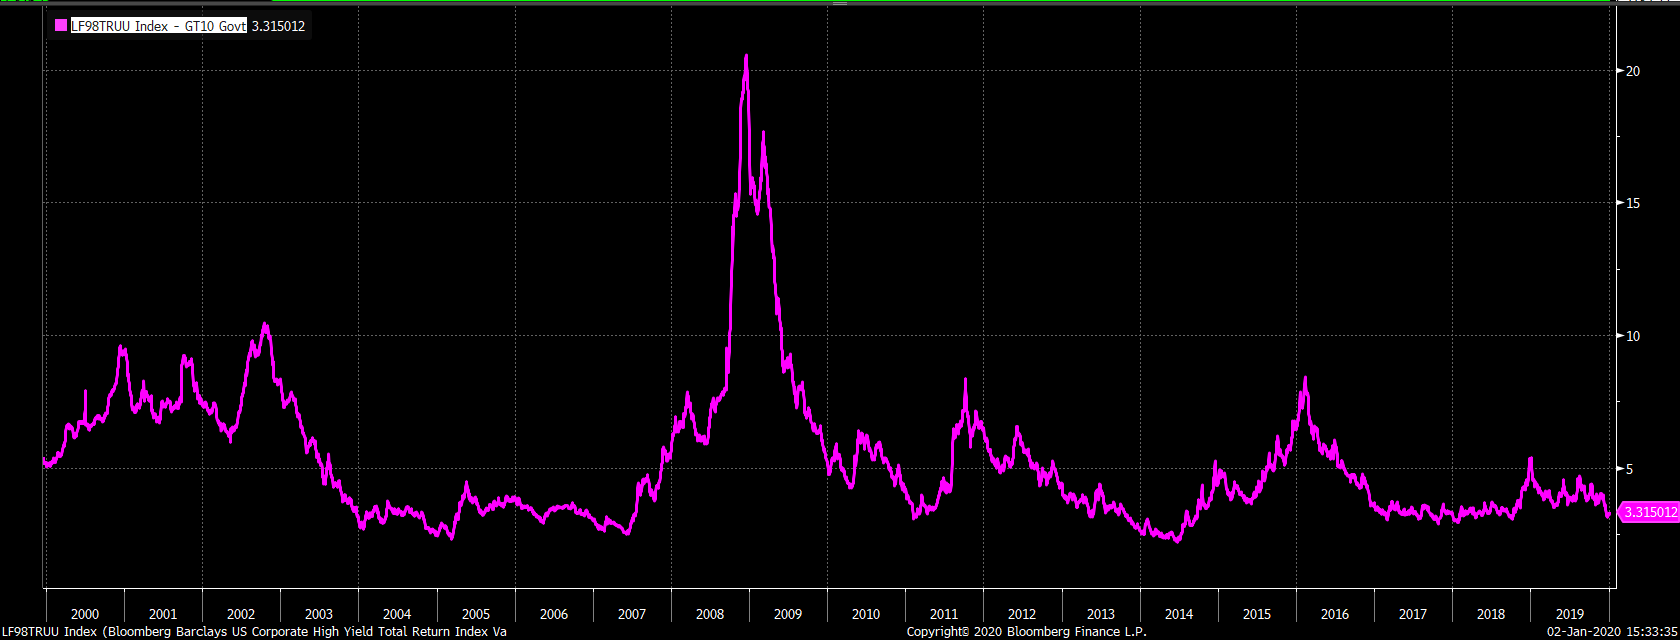 LF98TRUU Index - GT10 Govt 3.315012
20
15
10
5
3.315012
2000 2001 2002 2003 2004 2005 2006 2007 2008 2009 2010 2011 2012 2013 2014 2015 2016 2017 2018 2019
LF98TRUU Index (Bloomberg Barclays US Corporate High Yield Total Return Index Va Copyright© 2020 Bloomberg Finance L.P. 02-Jan-2020 15:33:35